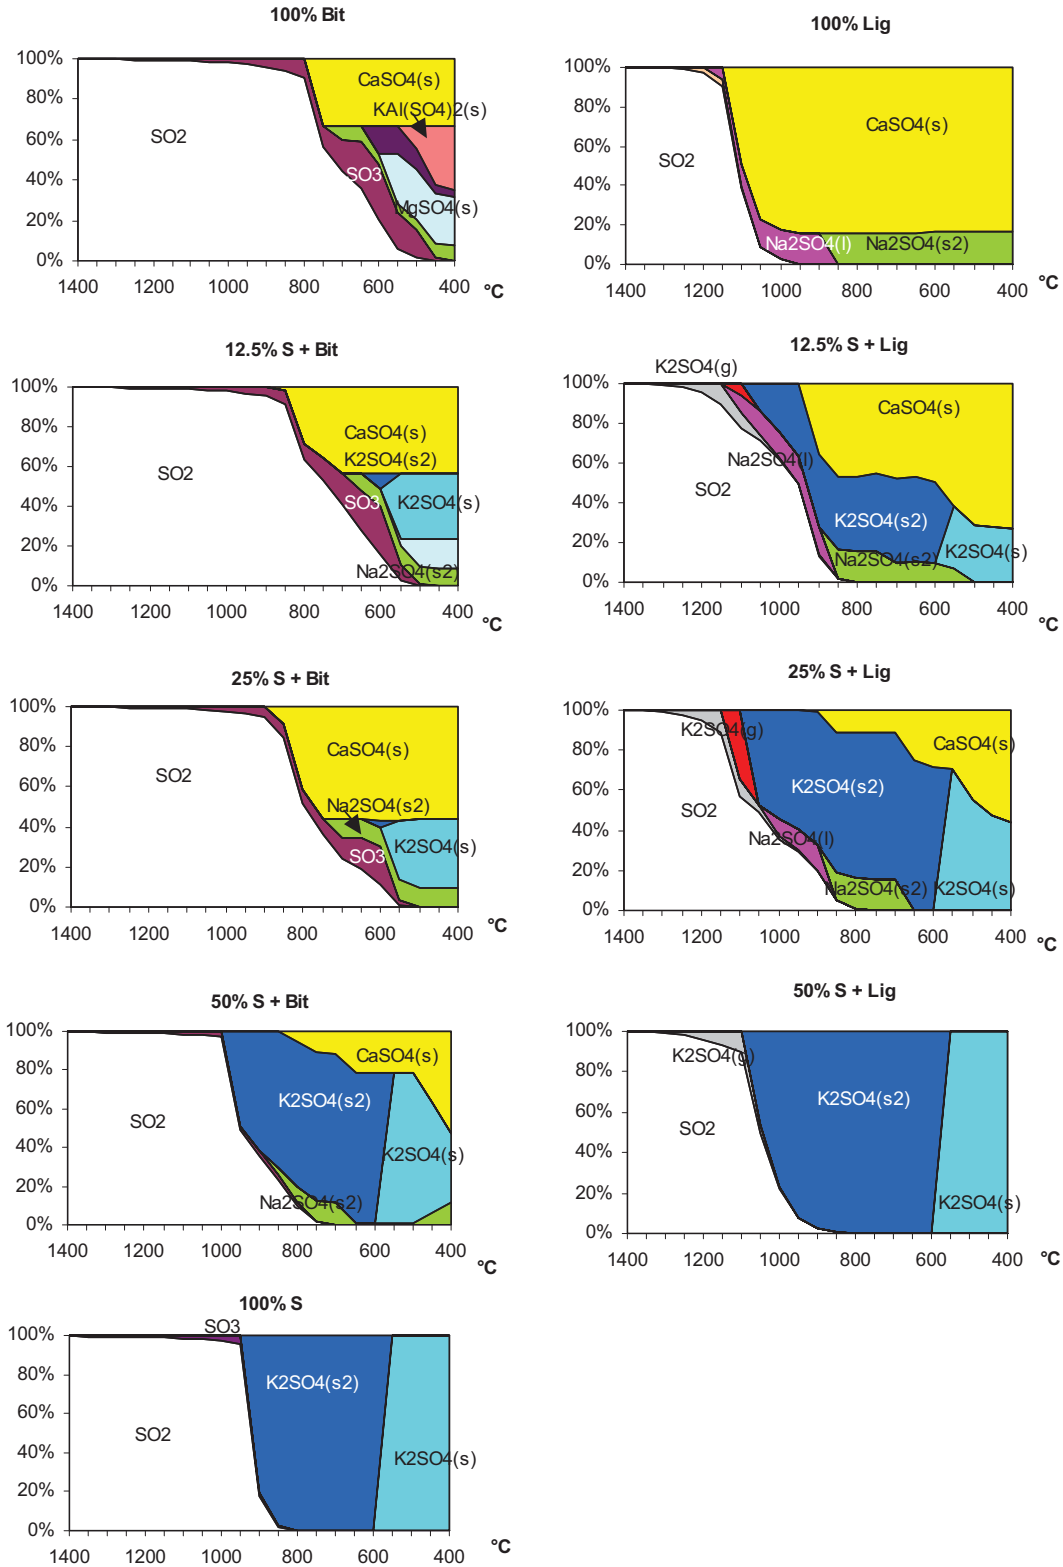 100% Bit
100%
80%
60%
40%
20%
0%
CaSO4(s)
KAl(SO4)2(s)
SO2
SO3
MgSO4(s)
1400 1200 1000 800 600 400 °C
100% Lig
100%
80%
60%
40%
20%
0%
CaSO4(s)
SO2
Na2SO4(l)
Na2SO4(s2)
1400 1200 1000 800 600 400 °C
12.5% S + Bit
100%
80%
60%
40%
20%
0%
CaSO4(s)
K2SO4(s2)
SO2
SO3
K2SO4(s)
Na2SO4(s2)
1400 1200 1000 800 600 400 °C
12.5% S + Lig
K2SO4(g)
100%
80%
60%
40%
20%
0%
CaSO4(s)
Na2SO4(l)
SO2
K2SO4(s2)
Na2SO4(s2)
K2SO4(s)
1400 1200 1000 800 600 400 °C
25% S + Bit
100%
80%
60%
40%
20%
0%
CaSO4(s)
SO2
Na2SO4(s2)
K2SO4(s)
SO3
1400 1200 1000 800 600 400 °C
25% S + Lig
100%
80%
60%
40%
20%
0%
K2SO4(g)
CaSO4(s)
K2SO4(s2)
SO2
Na2SO4(l)
Na2SO4(s2)
K2SO4(s)
1400 1200 1000 800 600 400 °C
50% S + Bit
100%
80%
60%
40%
20%
0%
CaSO4(s)
K2SO4(s2)
SO2
K2SO4(s)
Na2SO4(s2)
1400 1200 1000 800 600 400 °C
50% S + Lig
100%
80%
60%
40%
20%
0%
K2SO4(g)
K2SO4(s2)
SO2
K2SO4(s)
1400 1200 1000 800 600 400 °C
100% S
SO3
100%
80%
60%
40%
20%
0%
K2SO4(s2)
SO2
K2SO4(s)
1400 1200 1000 800 600 400 °C